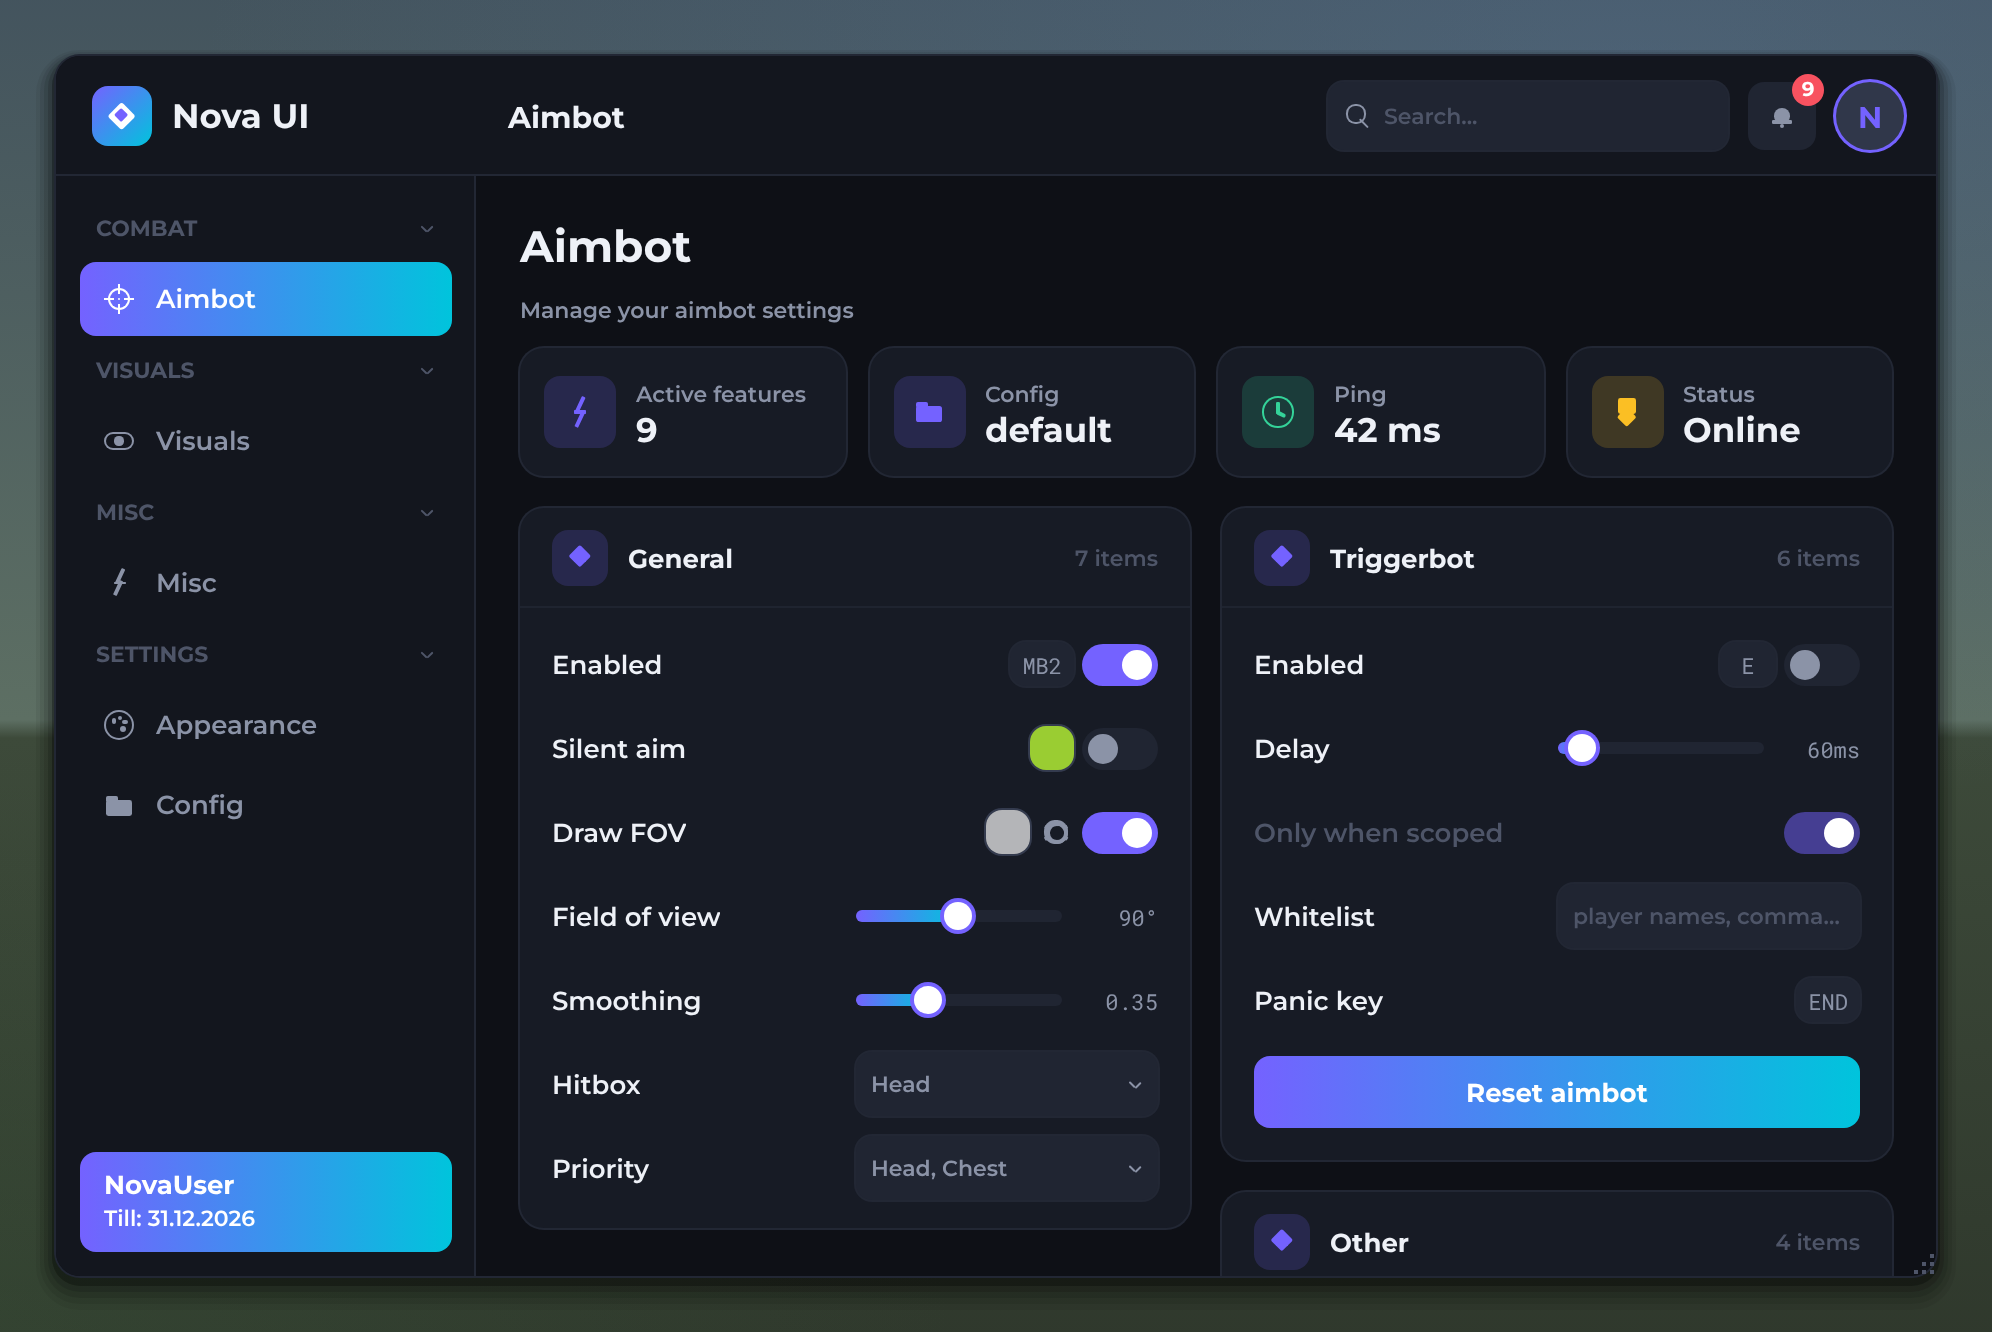 Nova UI
Aimbot
Search...
9
N
COMBAT
Aimbot
VISUALS
Visuals
MISC
Misc
SETTINGS
Appearance
Config
NovaUser
Till: 31.12.2026
Aimbot
Manage your aimbot settings
Active features
9
Config
default
Ping
42 ms
Status
Online
General
7 items
Enabled
MB2
Silent aim
Draw FOV
Field of view
90°
Smoothing
0.35
Hitbox
Head
Priority
Head, Chest
Triggerbot
6 items
Enabled
E
Delay
60ms
Only when scoped
Whitelist
player names, comma...
Panic key
END
Reset aimbot
Other
4 items